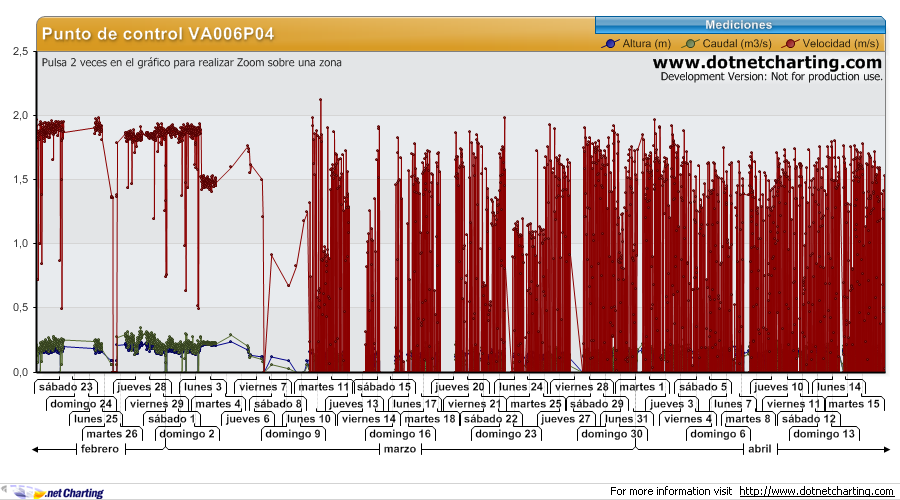 Mediciones
Punto de control VA006P04
Altura (m) Caudal (m3/s) Velocidad (m/s)
2,5
Pulsa 2 veces en el gráfico para realizar Zoom sobre una zona
www.dotnetcharting.com
Development Version: Not for production use.
2,0
1,5
1,0
0,5
0,0
sábado 23 jueves 28 lunes 3 viernes 7 martes 11 sábado 15 jueves 20 lunes 24 viernes 28 martes 1 sábado 5 jueves 10 lunes 14
domingo 24 viernes 29 martes 4 sábado 8 jueves 13 lunes 17 viernes 21 martes 25 sábado 29 jueves 3 lunes 7 viernes 11 martes 15
lunes 25 sábado 1 jueves 6 lunes 10 viernes 14 martes 18 sábado 22 jueves 27 lunes 31 viernes 4 martes 8 sábado 12
martes 26 domingo 2 domingo 9 domingo 16 domingo 23 domingo 30 domingo 6 domingo 13
febrero marzo abril
.net Charting
For more information visit http://www.dotnetcharting.com